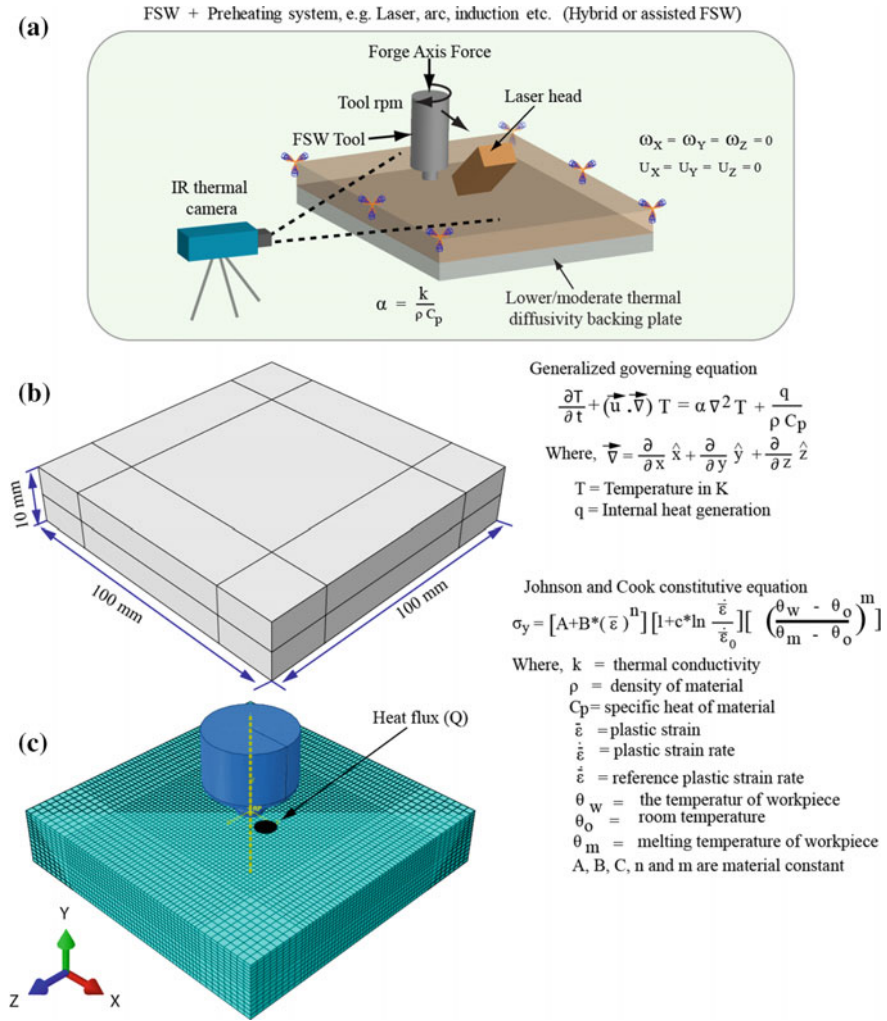 FSW + Preheating system, e.g. Laser, arc, induction etc. (Hybrid or assisted FSW)
(a)
Forge Axis Force
Tool rpm
Laser head
FSW Tool
ωX = ωY = ωZ = 0
UX = UY = UZ = 0
IR thermal
camera
α = k / ρ Cp
Lower/moderate thermal
diffusivity backing plate
(b)
10 mm
100 mm
100 mm
Generalized governing equation
∂T/∂t + (u⃗ .∇⃗) T = α ∇² T + q/ρ Cp
Where, ∇⃗ = ∂/∂x x̂ + ∂/∂y ŷ + ∂/∂z ẑ
T = Temperature in K
q = Internal heat generation
Johnson and Cook constitutive equation
σy = [A+B*(ε̄)ⁿ][1+c*ln ε̄̇/ε̇0][ (θw - θo / θm - θo)ᵐ ]
Where, k = thermal conductivity
ρ = density of material
Cp= specific heat of material
ε̄ =plastic strain
ε̄̇ =plastic strain rate
ε̄̇ =reference plastic strain rate
θw = the temperatur of workpiece
θo = room temperature
θm = melting temperature of workpiece
A, B, C, n and m are material constant
(c)
Heat flux (Q)
Y
Z
X